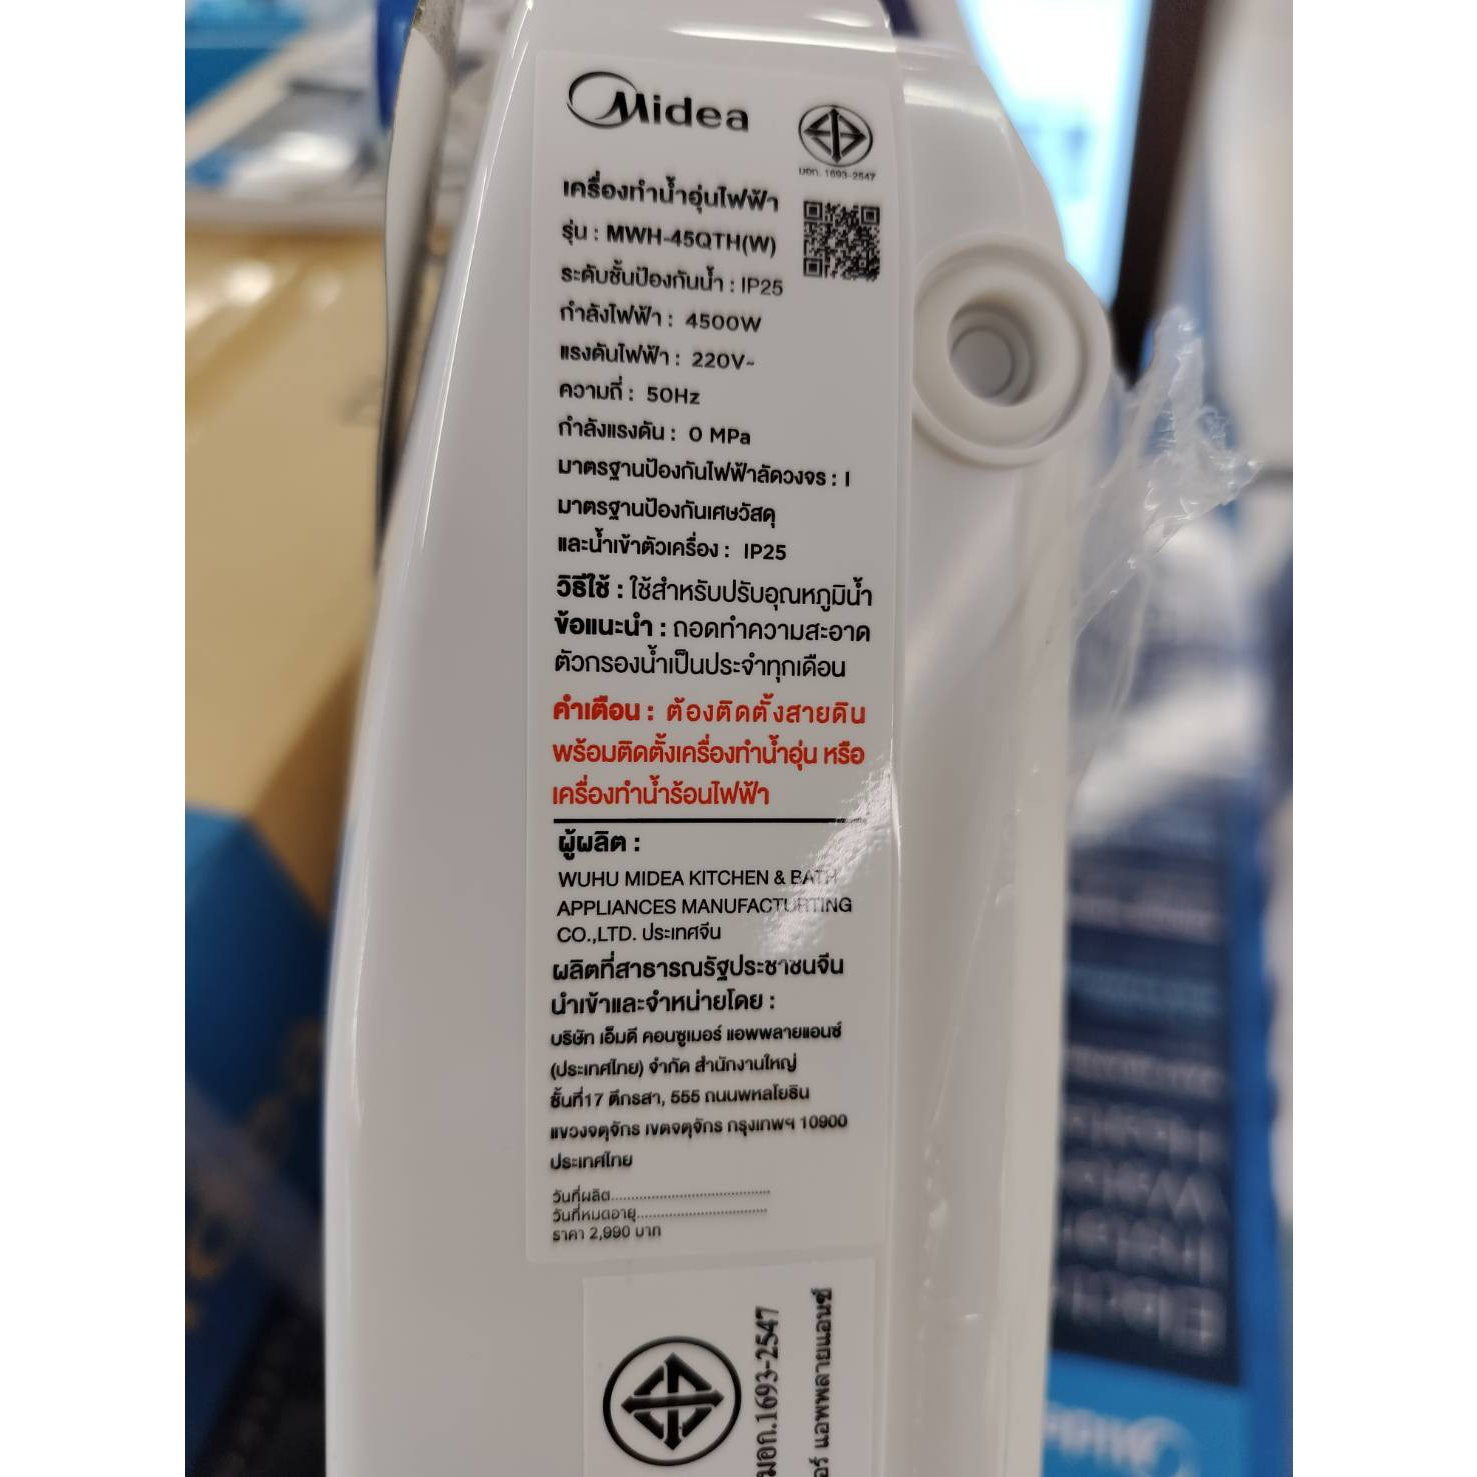 Midea
มอก. 1693-2547
เครื่องทำน้ำอุ่นไฟฟ้า
รุ่น : MWH-45QTH(W)
ระดับชั้นป้องกันน้ำ : IP25
กำลังไฟฟ้า : 4500W
แรงดันไฟฟ้า : 220V~
ความถี่ : 50Hz
กำลังแรงดัน : 0 MPa
มาตรฐานป้องกันไฟฟ้าลัดวงจร : I
มาตรฐานป้องกันเศษวัสดุ
และน้ำเข้าตัวเครื่อง : IP25
วิธีใช้ : ใช้สำหรับปรับอุณหภูมิน้ำ
ข้อแนะนำ : ถอดทำความสะอาด
ตัวกรองน้ำเป็นประจำทุกเดือน
คำเตือน : ต้องติดตั้งสายดิน
พร้อมติดตั้งเครื่องทำน้ำอุ่น หรือ
เครื่องทำน้ำร้อนไฟฟ้า
ผู้ผลิต :
WUHU MIDEA KITCHEN & BATH
APPLIANCES MANUFACTURTING
CO.,LTD. ประเทศจีน
ผลิตที่สาธารณรัฐประชาชนจีน
นำเข้าและจำหน่ายโดย :
บริษัท เอ็มดี คอนซูเมอร์ แอพพลายแอนซ์
(ประเทศไทย) จำกัด สำนักงานใหญ่
ชั้นที่17 ตึกรสา, 555 ถนนพหลโยธิน
แขวงจตุจักร เขตจตุจักร กรุงเทพฯ 10900
ประเทศไทย
วันที่ผลิต........................................
วันที่หมดอายุ.................................
ราคา 2,990 บาท
มอก.1693-2547
อร์ แอพพลายแอนซ์